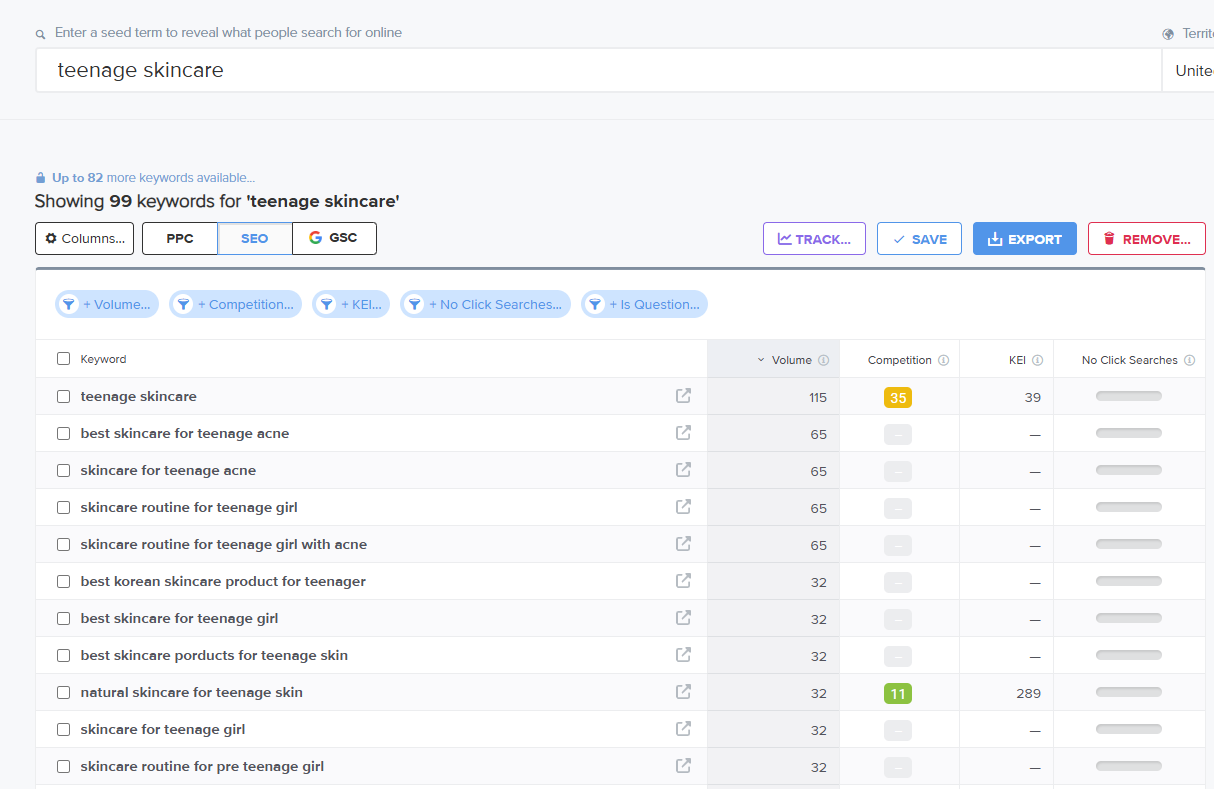 Enter a seed term to reveal what people search for online
Territ
teenage skincare
Unite
Up to 82 more keywords available...
Showing 99 keywords for 'teenage skincare'
Columns... PPC SEO GSC TRACK... SAVE EXPORT REMOVE...
+ Volume... + Competition... + KEI... + No Click Searches... + Is Question...
Keyword Volume Competition KEI No Click Searches
teenage skincare 115 35 39
best skincare for teenage acne 65 – —
skincare for teenage acne 65 – —
skincare routine for teenage girl 65 – —
skincare routine for teenage girl with acne 65 – —
best korean skincare product for teenager 32 – —
best skincare for teenage girl 32 – —
best skincare porducts for teenage skin 32 – —
natural skincare for teenage skin 32 11 289
skincare for teenage girl 32 – —
skincare routine for pre teenage girl 32 – —